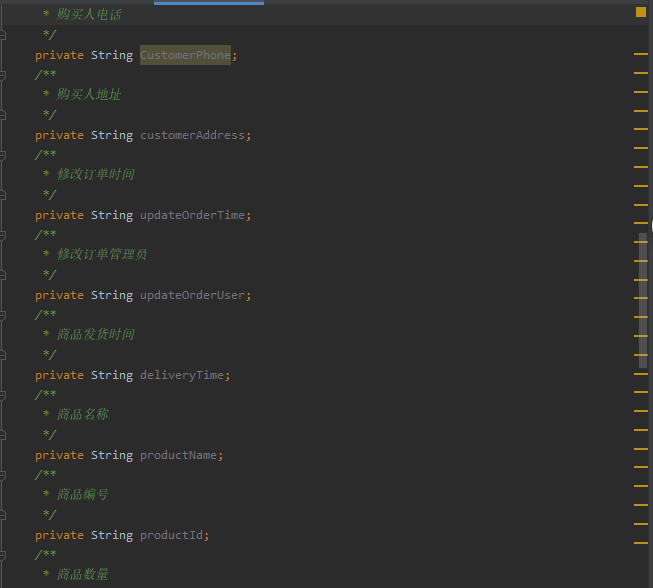 * 购买人电话
*/
private String CustomerPhone;
/**
* 购买人地址
*/
private String customerAddress;
/**
* 修改订单时间
*/
private String updateOrderTime;
/**
* 修改订单管理员
*/
private String updateOrderUser;
/**
* 商品发货时间
*/
private String deliveryTime;
/**
* 商品名称
*/
private String productName;
/**
* 商品编号
*/
private String productId;
/**
* 商品数量